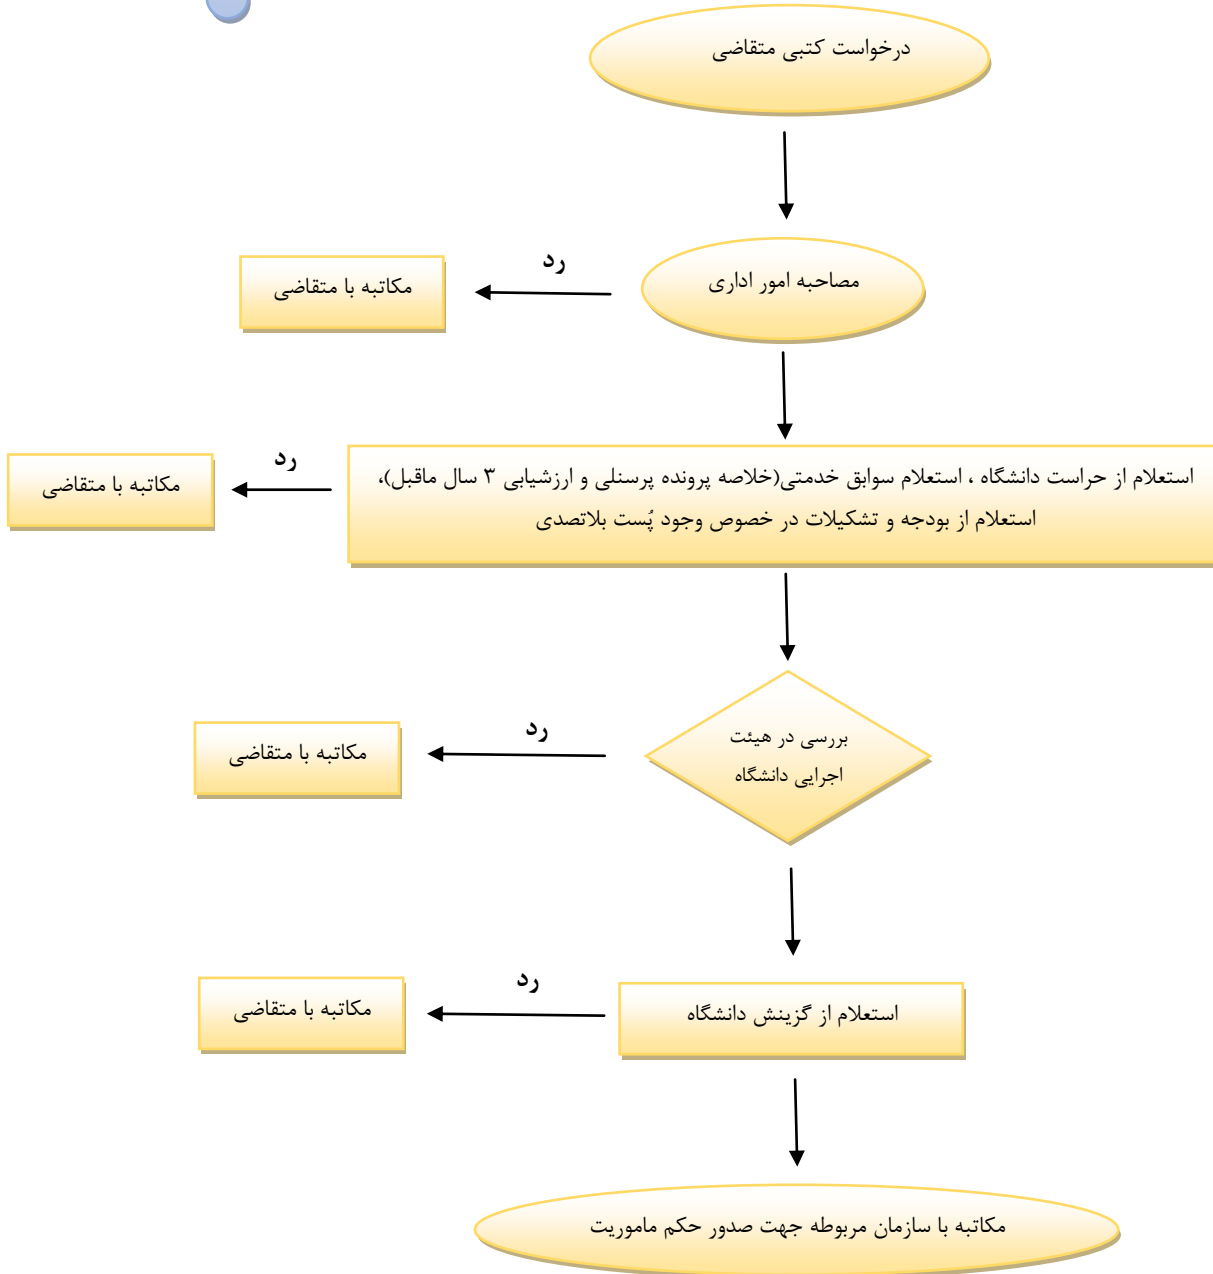 درخواست کتبی متقاضی
مصاحبه امور اداری
رد
مکاتبه با متقاضی
استعلام از حراست دانشگاه ، استعلام سوابق خدمتی(خلاصه پرونده پرسنلی و ارزشیابی ۳ سال ماقبل)،
استعلام از بودجه و تشکیلات در خصوص وجود پُست بلاتصدی
رد
مکاتبه با متقاضی
بررسی در هیئت
اجرایی دانشگاه
رد
مکاتبه با متقاضی
استعلام از گزینش دانشگاه
رد
مکاتبه با متقاضی
مکاتبه با سازمان مربوطه جهت صدور حکم ماموریت